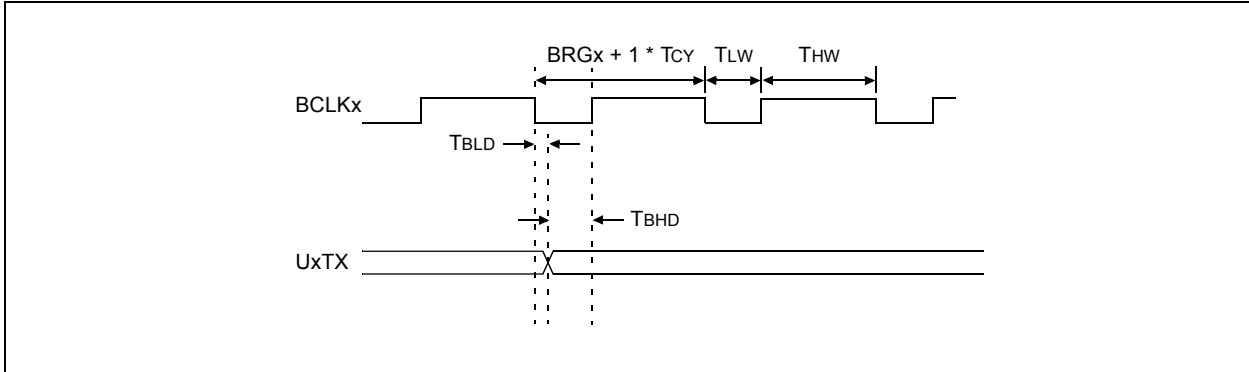 BRGx + 1 * TCY TLW THW
BCLKx
TBLD
TBHD
UxTX